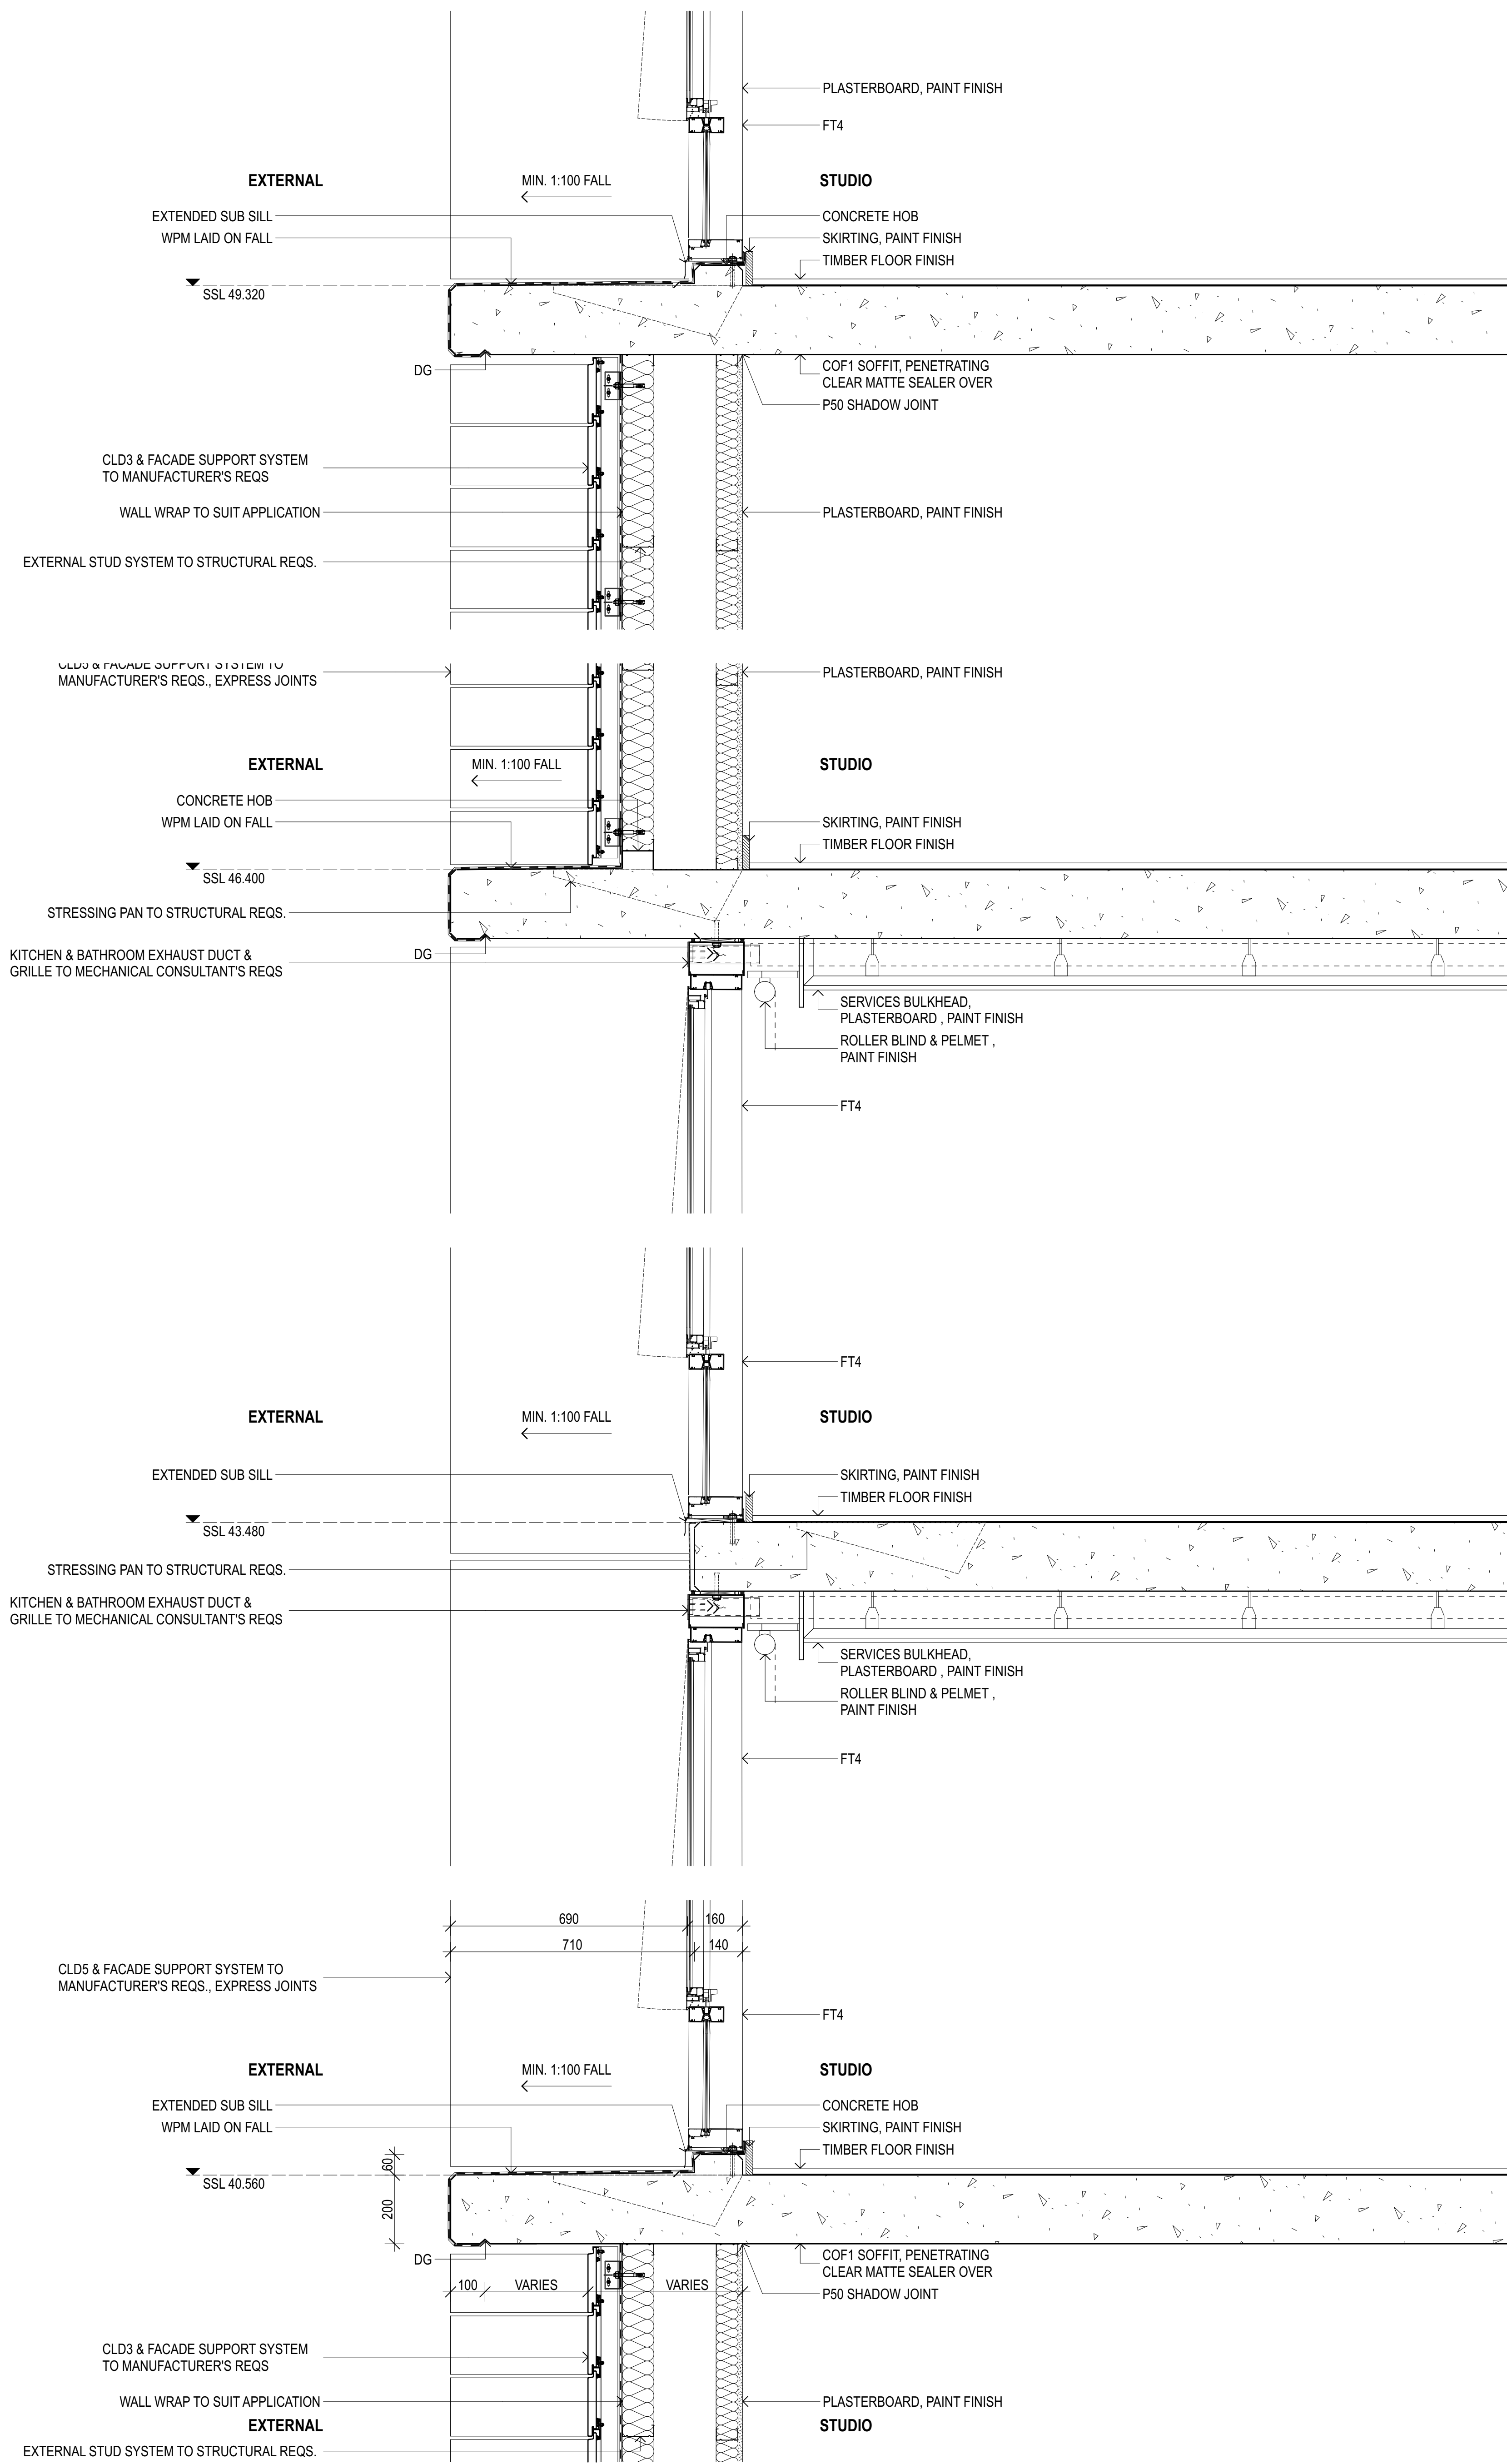 PLASTERBOARD, PAINT FINISH
FT4
EXTERNAL
MIN. 1:100 FALL
STUDIO
EXTENDED SUB SILL
CONCRETE HOB
WPM LAID ON FALL
SKIRTING, PAINT FINISH
TIMBER FLOOR FINISH
SSL 49.320
DG
COF1 SOFFIT, PENETRATING
CLEAR MATTE SEALER OVER
P50 SHADOW JOINT
CLD3 & FACADE SUPPORT SYSTEM
TO MANUFACTURER'S REQS
WALL WRAP TO SUIT APPLICATION
PLASTERBOARD, PAINT FINISH
EXTERNAL STUD SYSTEM TO STRUCTURAL REQS.
CLD5 & FACADE SUPPORT SYSTEM TO
MANUFACTURER'S REQS., EXPRESS JOINTS
PLASTERBOARD, PAINT FINISH
EXTERNAL
MIN. 1:100 FALL
STUDIO
CONCRETE HOB
WPM LAID ON FALL
SKIRTING, PAINT FINISH
TIMBER FLOOR FINISH
SSL 46.400
STRESSING PAN TO STRUCTURAL REQS.
KITCHEN & BATHROOM EXHAUST DUCT &
GRILLE TO MECHANICAL CONSULTANT'S REQS
DG
SERVICES BULKHEAD,
PLASTERBOARD , PAINT FINISH
ROLLER BLIND & PELMET ,
PAINT FINISH
FT4
FT4
EXTERNAL
MIN. 1:100 FALL
STUDIO
EXTENDED SUB SILL
SKIRTING, PAINT FINISH
TIMBER FLOOR FINISH
SSL 43.480
STRESSING PAN TO STRUCTURAL REQS.
KITCHEN & BATHROOM EXHAUST DUCT &
GRILLE TO MECHANICAL CONSULTANT'S REQS
SERVICES BULKHEAD,
PLASTERBOARD , PAINT FINISH
ROLLER BLIND & PELMET ,
PAINT FINISH
FT4
690
160
710
140
CLD5 & FACADE SUPPORT SYSTEM TO
MANUFACTURER'S REQS., EXPRESS JOINTS
FT4
EXTERNAL
MIN. 1:100 FALL
STUDIO
EXTENDED SUB SILL
CONCRETE HOB
WPM LAID ON FALL
SKIRTING, PAINT FINISH
TIMBER FLOOR FINISH
60
SSL 40.560
200
DG
COF1 SOFFIT, PENETRATING
CLEAR MATTE SEALER OVER
100
VARIES
VARIES
P50 SHADOW JOINT
CLD3 & FACADE SUPPORT SYSTEM
TO MANUFACTURER'S REQS
WALL WRAP TO SUIT APPLICATION
PLASTERBOARD, PAINT FINISH
EXTERNAL
STUDIO
EXTERNAL STUD SYSTEM TO STRUCTURAL REQS.